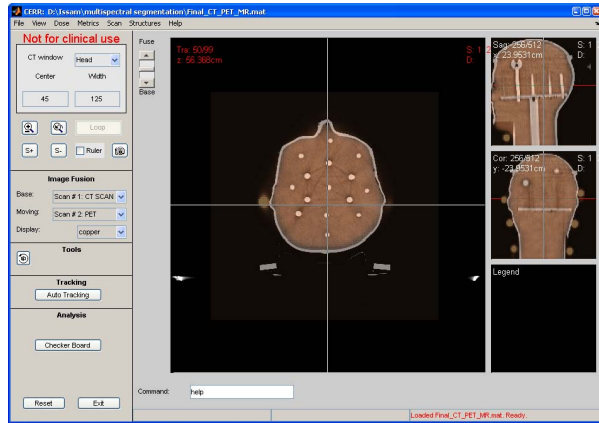 CERR: D:\Issam\multispectral segmentation\Final_CT_PET_MR.mat
File View Dose Metrics Scan Structures Help
Not for clinical use
CT window Head
Center Width
45 125
Loop
S+ S- Ruler
Image Fusion
Base: Scan # 1: CT SCAN
Moving: Scan # 2: PET
Display: copper
Tools
Tracking
Auto Tracking
Analysis
Checker Board
Reset Exit
Fuse
Base
Tra: 50/99
z: 56.368cm
S: 1
D:
Sag: 256/512
x: 23.9531cm
S: 1
D:
Cor: 256/512
y: -23.9531cm
S: 1
D:
Legend
Command: help
Loaded Final_CT_PET_MR.mat. Ready.